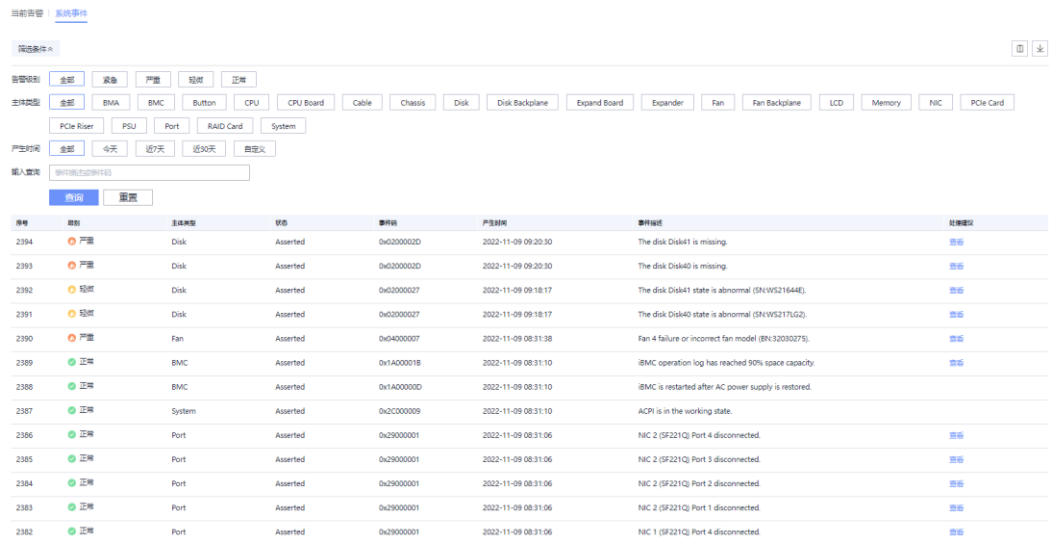 当前告警 系统事件
筛选条件
告警级别 全部 紧急 严重 轻微 正常
主体类型 全部 BMA BMC Button CPU CPU Board Cable Chassis Disk Disk Backplane Expand Board Expander Fan Fan Backplane LCD Memory NIC PCIe Card
PCIe Riser PSU Port RAID Card System
产生时间 全部 今天 近7天 近30天 自定义
输入查询 事件描述或事件码
查询 重置
序号 级别 主体类型 状态 事件码 产生时间 事件描述 处理建议
2394 严重 Disk Asserted 0x0200002D 2022-11-09 09:20:30 The disk Disk41 is missing. 查看
2393 严重 Disk Asserted 0x0200002D 2022-11-09 09:20:30 The disk Disk40 is missing. 查看
2392 轻微 Disk Asserted 0x02000027 2022-11-09 09:18:17 The disk Disk41 state is abnormal (SN:WS21644E). 查看
2391 轻微 Disk Asserted 0x02000027 2022-11-09 09:18:17 The disk Disk40 state is abnormal (SN:WS217LG2). 查看
2390 严重 Fan Asserted 0x04000007 2022-11-09 08:31:38 Fan 4 failure or incorrect fan model (BN:32030275). 查看
2389 正常 BMC Asserted 0x1A00001B 2022-11-09 08:31:10 iBMC operation log has reached 90% space capacity. 查看
2388 正常 BMC Asserted 0x1A00000D 2022-11-09 08:31:10 iBMC is restarted after AC power supply is restored.
2387 正常 System Asserted 0x2C000009 2022-11-09 08:31:10 ACPI is in the working state.
2386 正常 Port Asserted 0x29000001 2022-11-09 08:31:06 NIC 2 (SF221Q) Port 4 disconnected. 查看
2385 正常 Port Asserted 0x29000001 2022-11-09 08:31:06 NIC 2 (SF221Q) Port 3 disconnected. 查看
2384 正常 Port Asserted 0x29000001 2022-11-09 08:31:06 NIC 2 (SF221Q) Port 2 disconnected. 查看
2383 正常 Port Asserted 0x29000001 2022-11-09 08:31:06 NIC 2 (SF221Q) Port 1 disconnected. 查看
2382 正常 Port Asserted 0x29000001 2022-11-09 08:31:06 NIC 1 (SF221Q) Port 4 disconnected. 查看